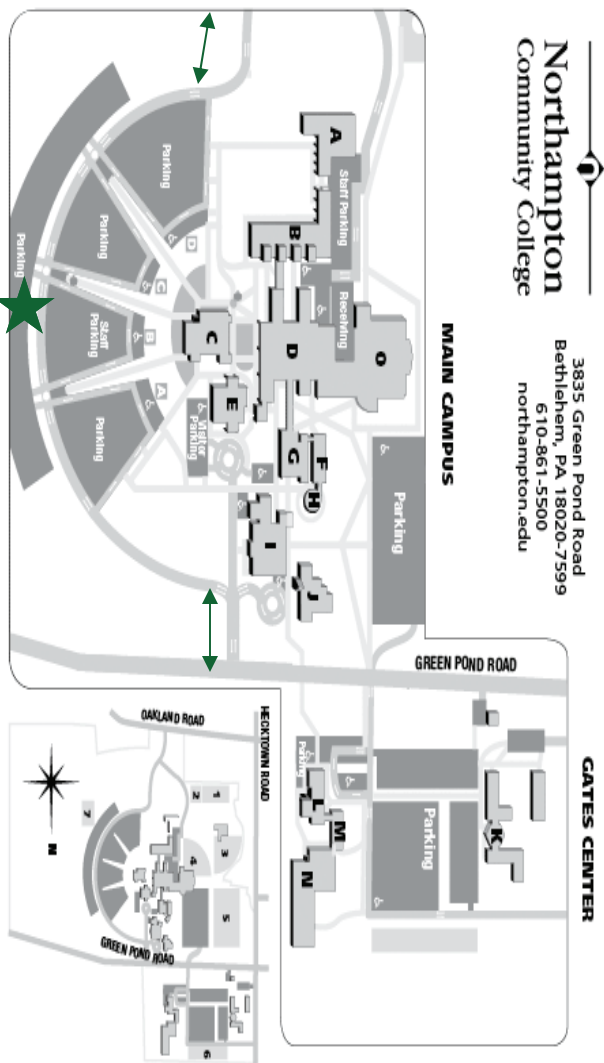 Northampton
Community College
3835 Green Pond Road
Bethlehem, PA 18020-7599
610-861-5500
northampton.edu
MAIN CAMPUS
GATES CENTER
A
Staff Parking
B
Receiving
O
D
C
E
Visitor
Parking
G
F
H
I
J
Parking
Parking
D
Parking
C
Staff
Parking
B
Parking
A
Parking
GREEN POND ROAD
K
Parking
Parking
L
M
N
OAKLAND ROAD
HECKTOWN ROAD
GREEN POND ROAD
1
2
3
4
5
6
7
N